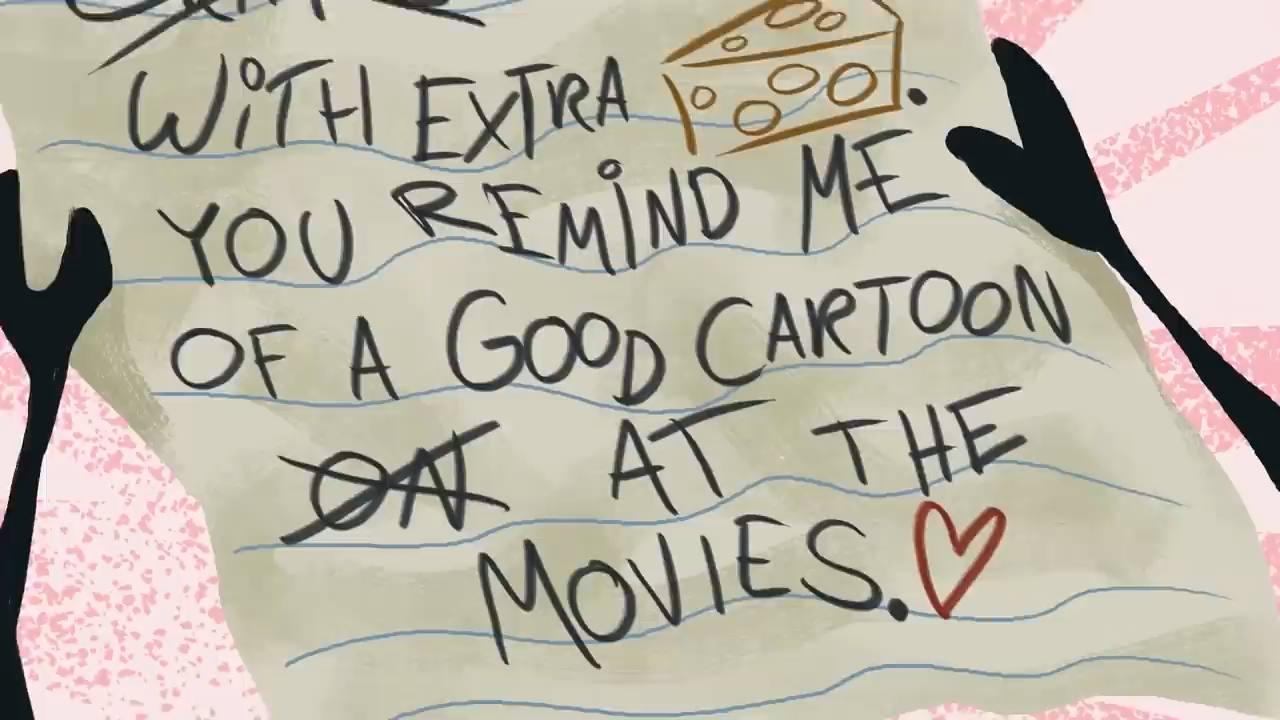 WiTH EXTRA .
YOU REMiND ME
OF A GOOD CARTOON
ON AT THE
MOVIES.